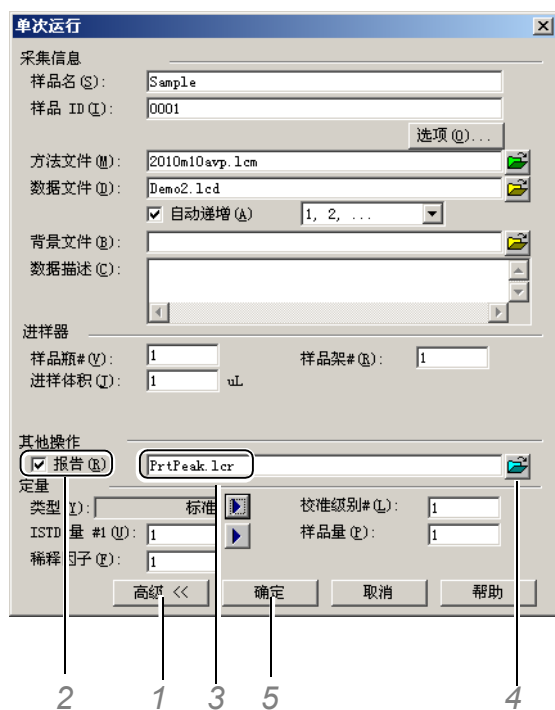 单次运行
采集信息
样品名(S): Sample
样品 ID(I): 0001
选项(O)...
方法文件(M): 2010m10avp.lcm
数据文件(D): Demo2.lcd
自动递增(A) 1, 2, ...
背景文件(B):
数据描述(C):
进样器
样品瓶#(V): 1 样品架#(R): 1
进样体积(J): 1 uL
其他操作
报告(R) PrtPeak.lcr
定量
类型(Y): 标准 校准级别#(L): 1
ISTD 量 #1(U): 1 样品量(P): 1
稀释因子(F): 1
高级 << 确定 取消 帮助
2 1 3 5 4